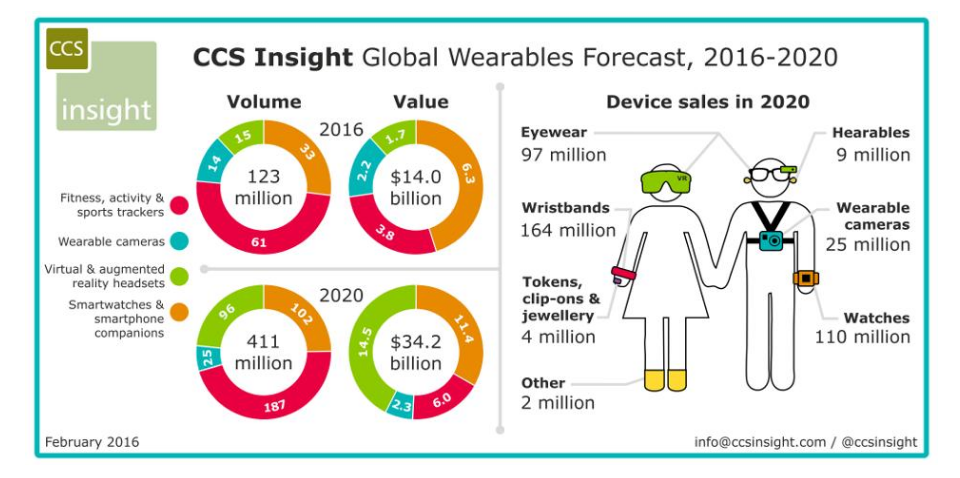 CCS
insight
CCS Insight Global Wearables Forecast, 2016-2020
Volume
Value
2016
15
33
14
61
123
million
1.7
6.3
2.2
3.8
$14.0
billion
Fitness, activity &
sports trackers
Wearable cameras
Virtual & augmented
reality headsets
Smartwatches &
smartphone
companions
2020
96
102
25
187
411
million
14.5
11.4
2.3
6.0
$34.2
billion
Device sales in 2020
Eyewear
97 million
Hearables
9 million
VR
Wristbands
164 million
Wearable
cameras
25 million
Tokens,
clip-ons &
jewellery
4 million
Watches
110 million
Other
2 million
February 2016
info@ccsinsight.com / @ccsinsight